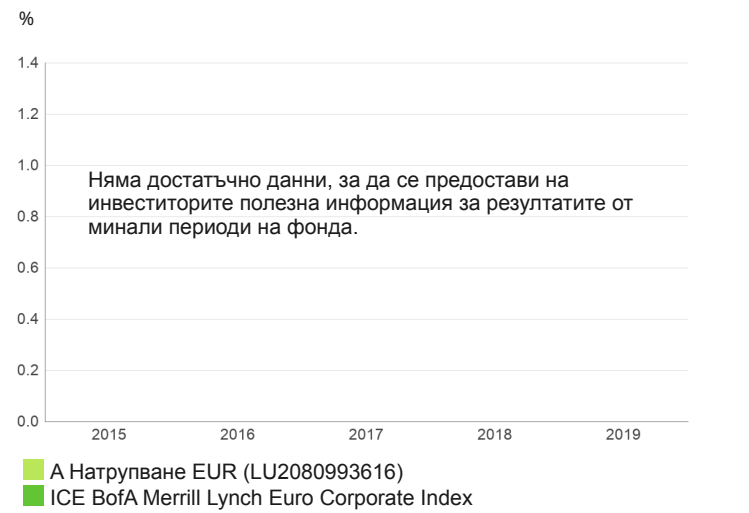 %
1.4
1.2
1.0
Няма достатъчно данни, за да се предостави на
инвеститорите полезна информация за резултатите от
минали периоди на фонда.
0.8
0.6
0.4
0.2
0.0
2015 2016 2017 2018 2019
А Натрупване EUR (LU2080993616)
ICE BofA Merrill Lynch Euro Corporate Index